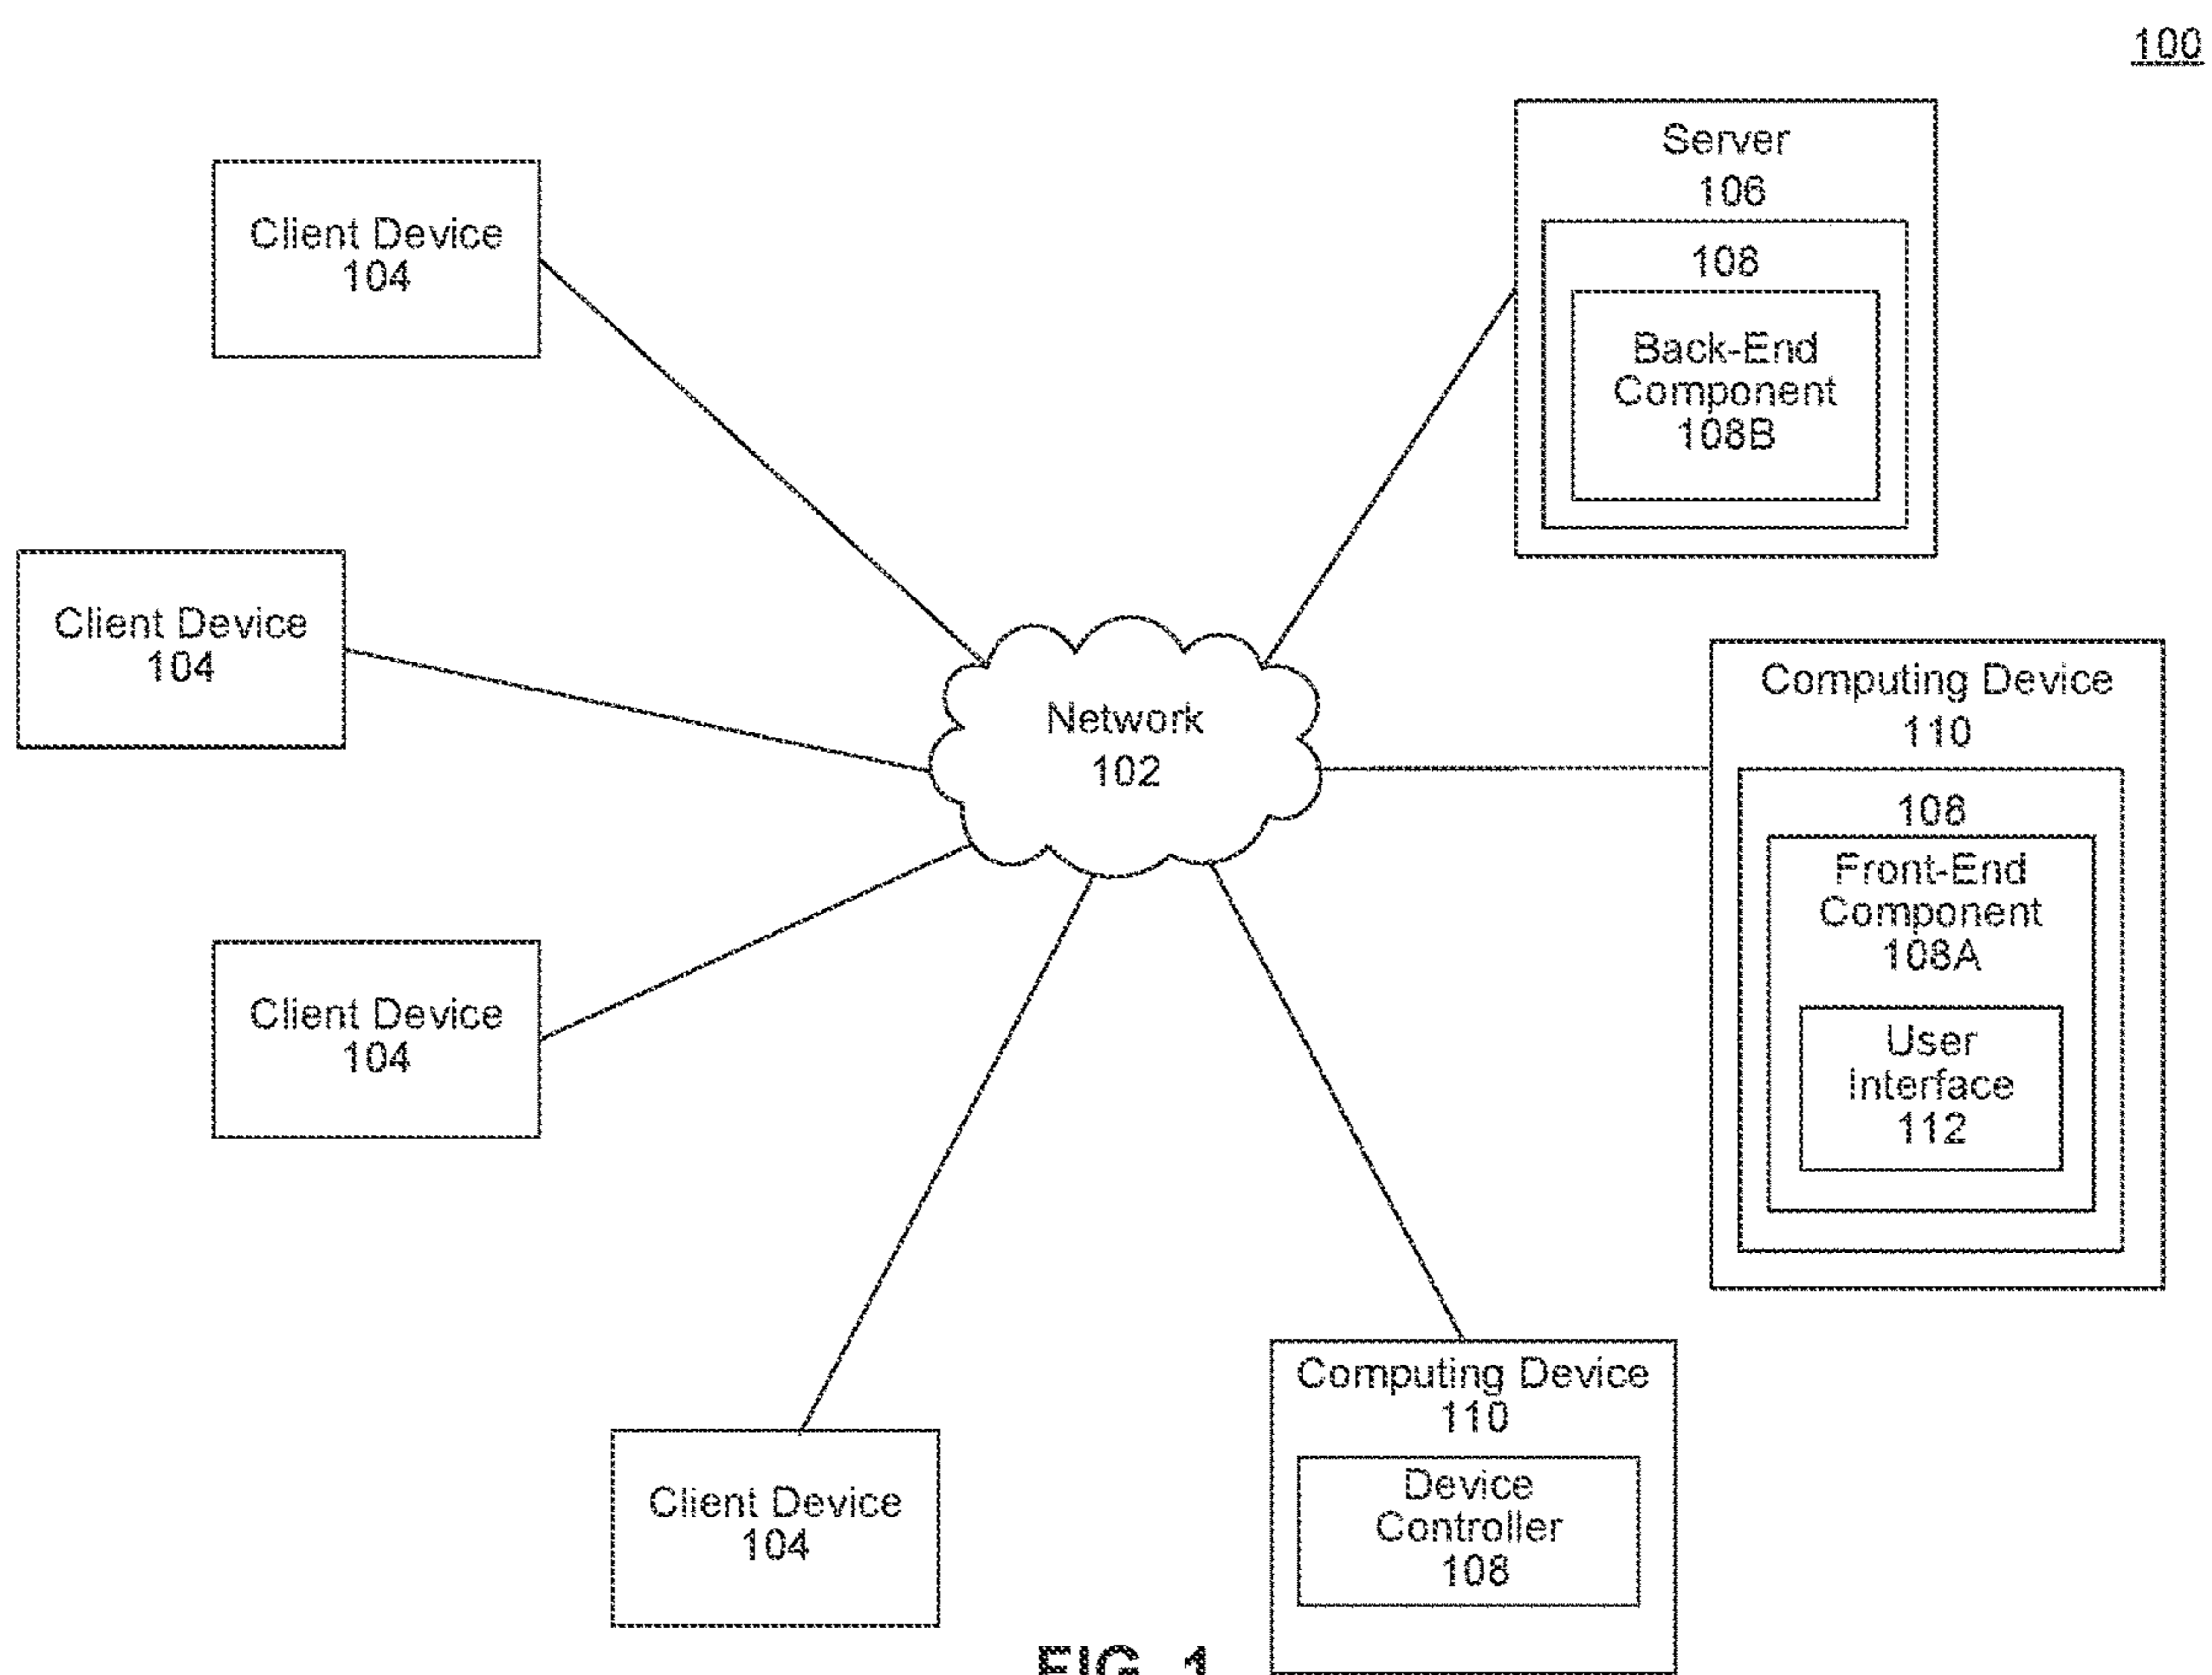 100
Server
106
108
Back-End
Component
108B
Client Device
104
Client Device
104
Network
102
Computing Device
110
108
Front-End
Component
108A
User
Interface
112
Client Device
104
Client Device
104
Computing Device
110
Device
Controller
108
FIG. 1